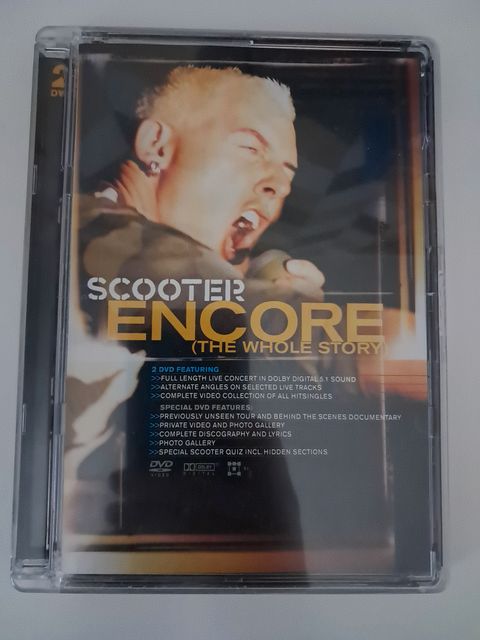 2
DVD
SCOOTER
ENCORE
(THE WHOLE STORY)
2 DVD FEATURING
>>FULL LENGTH LIVE CONCERT IN DOLBY DIGITAL 5.1 SOUND
>>ALTERNATE ANGLES ON SELECTED LIVE TRACKS
>>COMPLETE VIDEO COLLECTION OF ALL HITSINGLES
SPECIAL DVD FEATURES:
>>PREVIOUSLY UNSEEN TOUR AND BEHIND THE SCENES DOCUMENTARY
>>PRIVATE VIDEO AND PHOTO GALLERY
>>COMPLETE DISCOGRAPHY AND LYRICS
>>PHOTO GALLERY
>>SPECIAL SCOOTER QUIZ INCL. HIDDEN SECTIONS
DVD VIDEO DOLBY DIGITAL